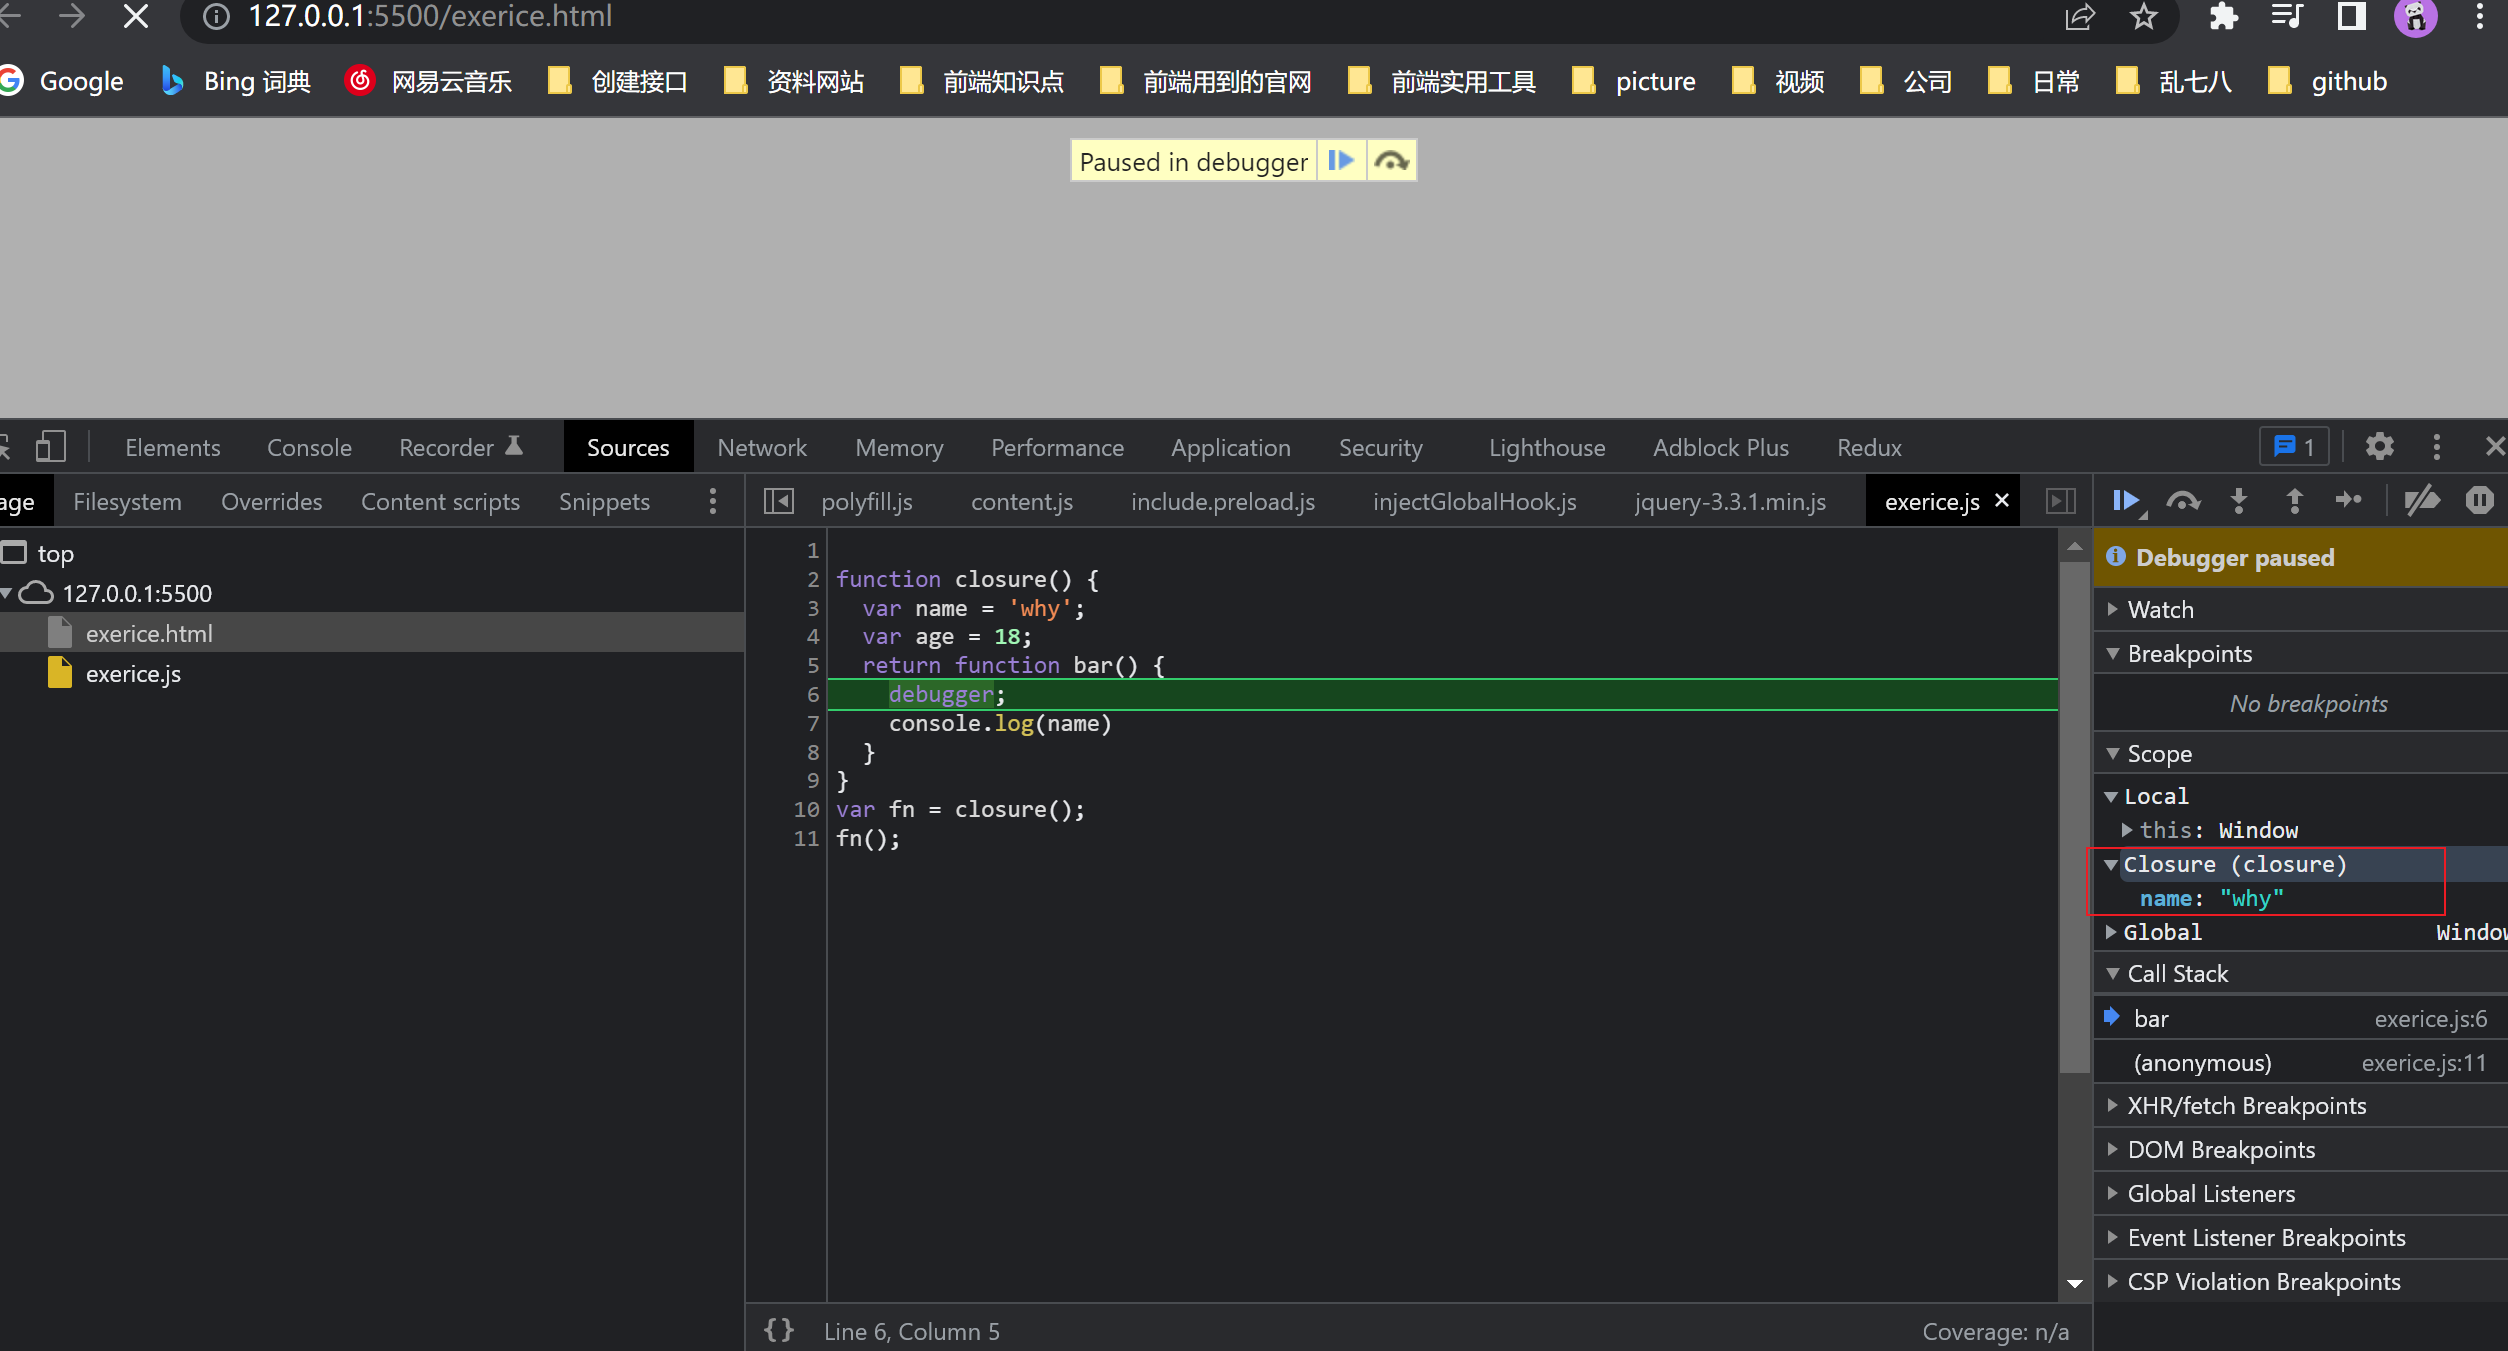 127.0.0.1:5500/exerice.html
Google Bing 词典 网易云音乐 创建接口 资料网站 前端知识点 前端用到的官网 前端实用工具 picture 视频 公司 日常 乱七八 github
Paused in debugger
Elements Console Recorder Sources Network Memory Performance Application Security Lighthouse Adblock Plus Redux 1
age Filesystem Overrides Content scripts Snippets polyfill.js content.js include.preload.js injectGlobalHook.js jquery-3.3.1.min.js exerice.js
top
127.0.0.1:5500
exerice.html
exerice.js
1
2 function closure() {
3   var name = 'why';
4   var age = 18;
5   return function bar() {
6     debugger;
7     console.log(name)
8   }
9 }
10 var fn = closure();
11 fn();
{} Line 6, Column 5 Coverage: n/a
Debugger paused
Watch
Breakpoints
No breakpoints
Scope
Local
this: Window
Closure (closure)
name: "why"
Global Window
Call Stack
bar exerice.js:6
(anonymous) exerice.js:11
XHR/fetch Breakpoints
DOM Breakpoints
Global Listeners
Event Listener Breakpoints
CSP Violation Breakpoints